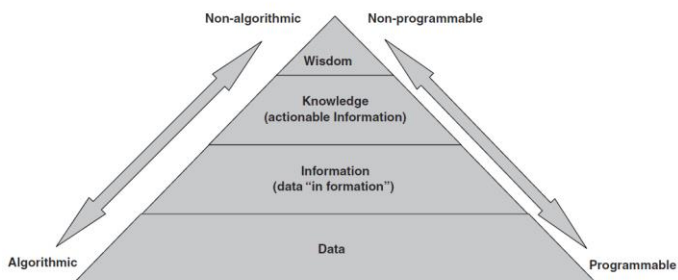 Non-algorithmic
Non-programmable
Wisdom
Knowledge
(actionable Information)
Information
(data “in formation”)
Data
Algorithmic
Programmable